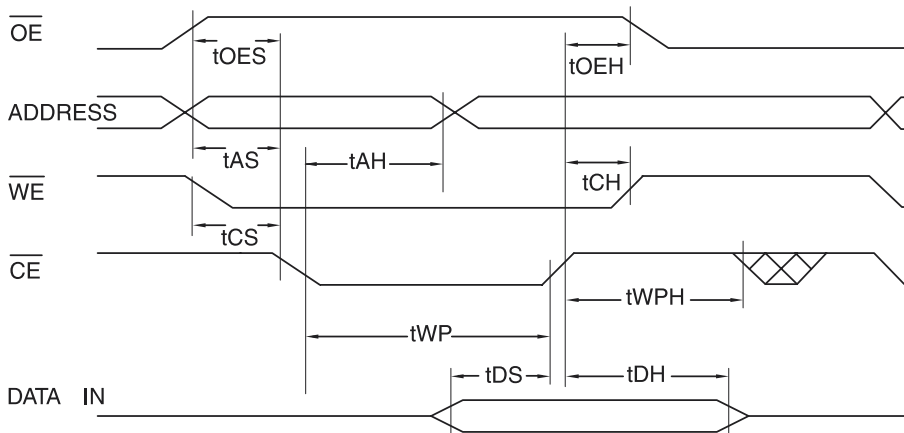 OE
tOES
tOEH
ADDRESS
tAS
tAH
tCH
WE
tCS
CE
tWPH
tWP
tDS
tDH
DATA IN